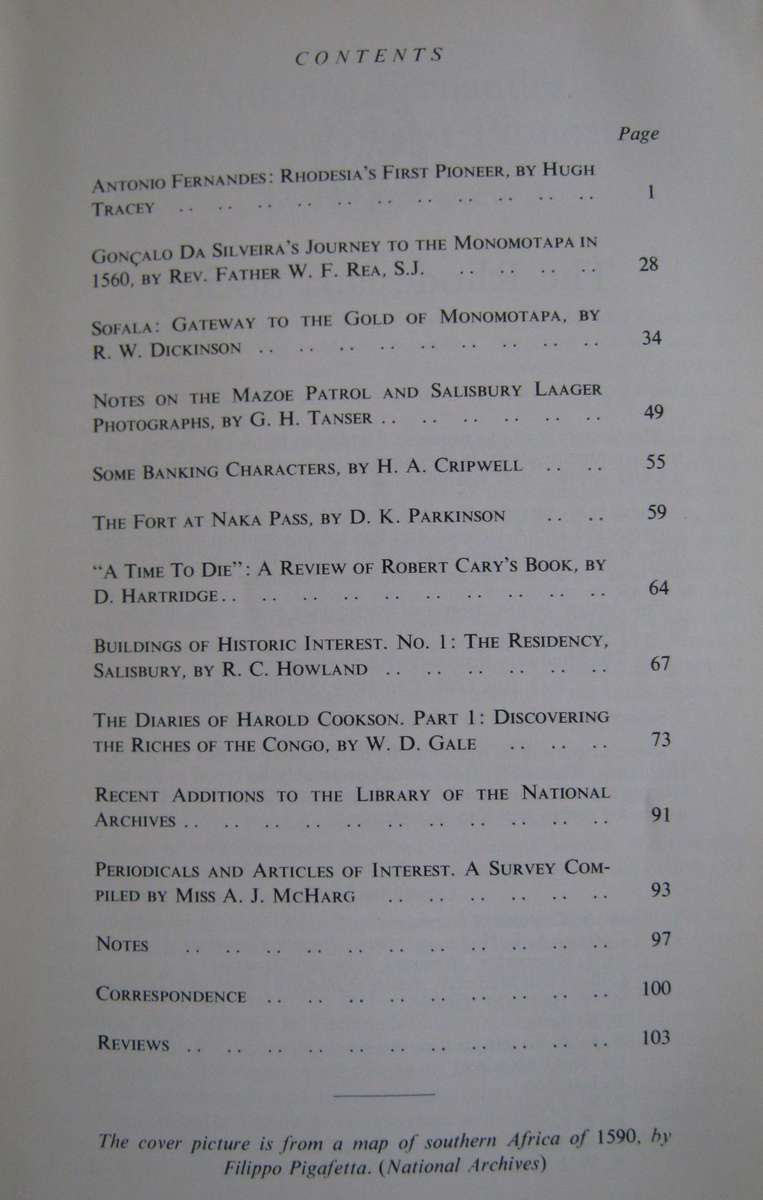 CONTENTS
Page
ANTONIO FERNANDES: RHODESIA'S FIRST PIONEER, BY HUGH
TRACEY .. .. .. .. .. .. .. .. .. .. .. 1
GONÇALO DA SILVEIRA'S JOURNEY TO THE MONOMOTAPA IN
1560, BY REV. FATHER W. F. REA, S.J. .. .. .. .. 28
SOFALA: GATEWAY TO THE GOLD OF MONOMOTAPA, BY
R. W. DICKINSON .. .. .. .. .. .. .. .. .. 34
NOTES ON THE MAZOE PATROL AND SALISBURY LAAGER
PHOTOGRAPHS, BY G. H. TANSER .. .. .. .. .. .. 49
SOME BANKING CHARACTERS, BY H. A. CRIPWELL .. .. 55
THE FORT AT NAKA PASS, BY D. K. PARKINSON .. .. 59
"A TIME TO DIE": A REVIEW OF ROBERT CARY'S BOOK, BY
D. HARTRIDGE .. .. .. .. .. .. .. .. .. .. 64
BUILDINGS OF HISTORIC INTEREST. NO. 1: THE RESIDENCY,
SALISBURY, BY R. C. HOWLAND .. .. .. .. .. .. 67
THE DIARIES OF HAROLD COOKSON. PART 1: DISCOVERING
THE RICHES OF THE CONGO, BY W. D. GALE .. .. .. 73
RECENT ADDITIONS TO THE LIBRARY OF THE NATIONAL
ARCHIVES .. .. .. .. .. .. .. .. .. .. .. 91
PERIODICALS AND ARTICLES OF INTEREST. A SURVEY COM-
PILED BY MISS A. J. MCHARG .. .. .. .. .. .. 93
NOTES .. .. .. .. .. .. .. .. .. .. .. 97
CORRESPONDENCE .. .. .. .. .. .. .. .. .. 100
REVIEWS .. .. .. .. .. .. .. .. .. .. .. 103
The cover picture is from a map of southern Africa of 1590, by
Filippo Pigafetta. (National Archives)